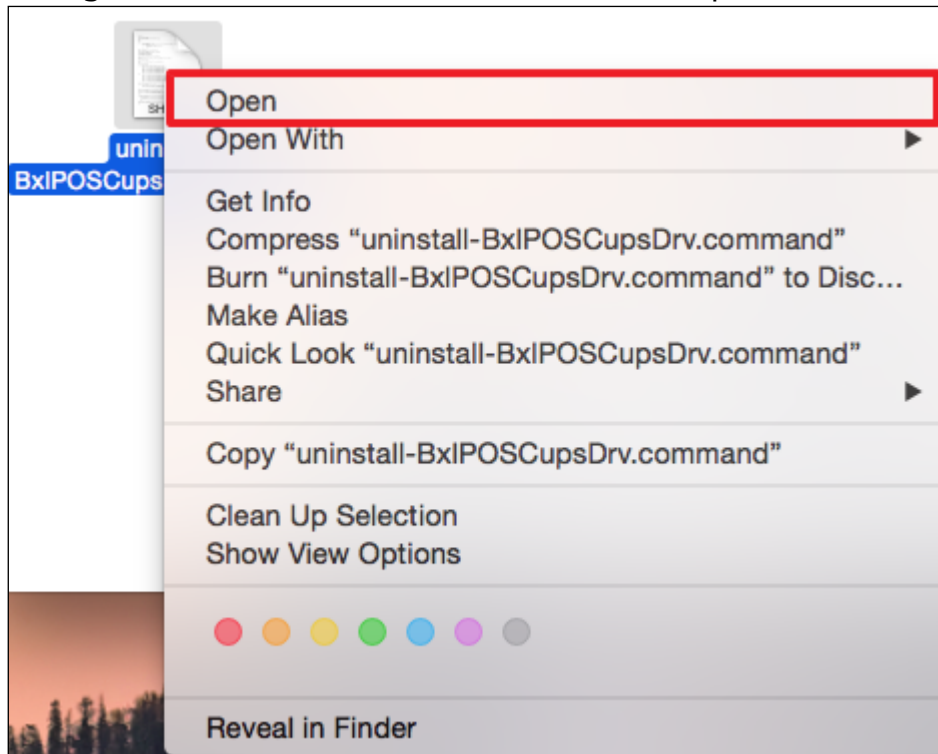 SH
Open
unin
Open With
BxlPOSCups
Get Info
Compress “uninstall-BxlPOSCupsDrv.command”
Burn “uninstall-BxlPOSCupsDrv.command” to Disc...
Make Alias
Quick Look “uninstall-BxlPOSCupsDrv.command”
Share
Copy “uninstall-BxlPOSCupsDrv.command”
Clean Up Selection
Show View Options
Reveal in Finder